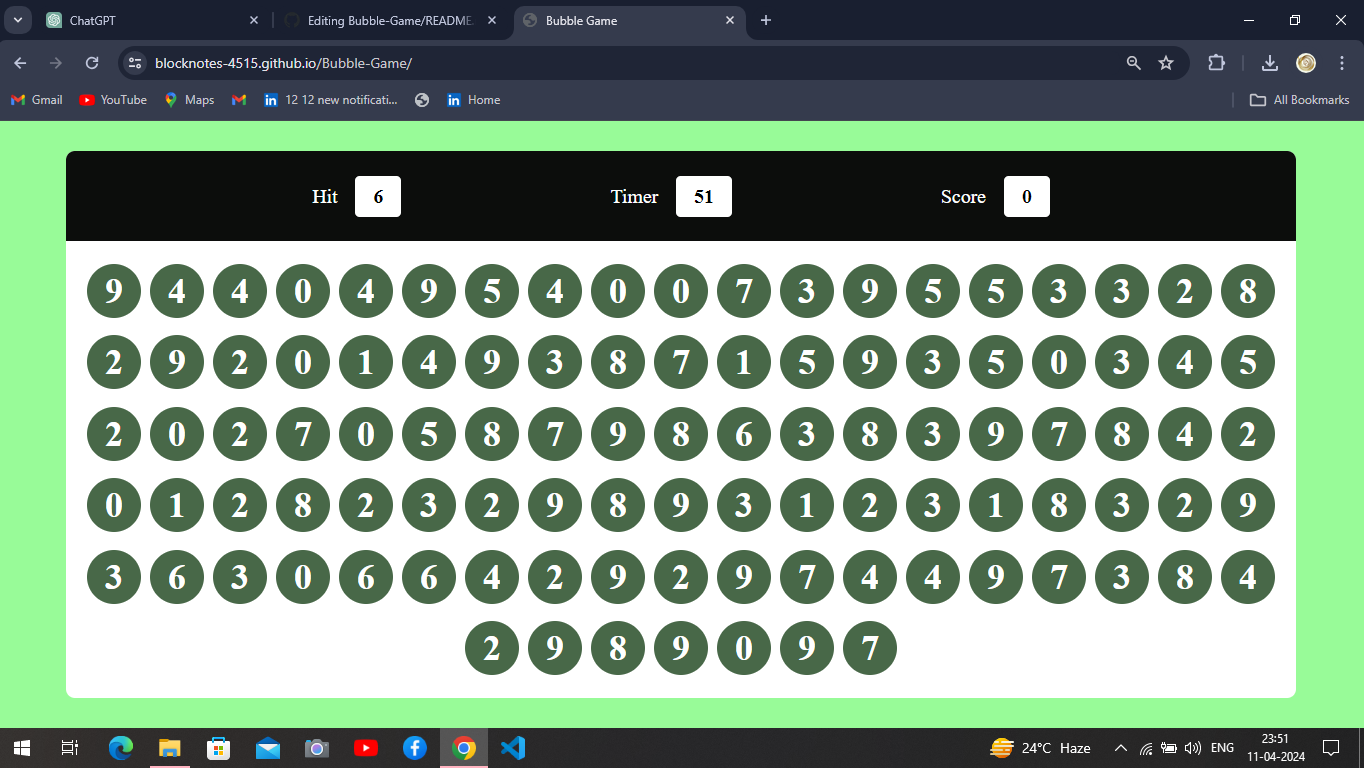 ChatGPT Editing Bubble-Game/README. Bubble Game
blocknotes-4515.github.io/Bubble-Game/
Gmail YouTube Maps 12 12 new notificati... Home All Bookmarks
Hit 6 Timer 51 Score 0
9 4 4 0 4 9 5 4 0 0 7 3 9 5 5 3 3 2 8
2 9 2 0 1 4 9 3 8 7 1 5 9 3 5 0 3 4 5
2 0 2 7 0 5 8 7 9 8 6 3 8 3 9 7 8 4 2
0 1 2 8 2 3 2 9 8 9 3 1 2 3 1 8 3 2 9
3 6 3 0 6 6 4 2 9 2 9 7 4 4 9 7 3 8 4
2 9 8 9 0 9 7
24°C Haze ENG 23:51
11-04-2024